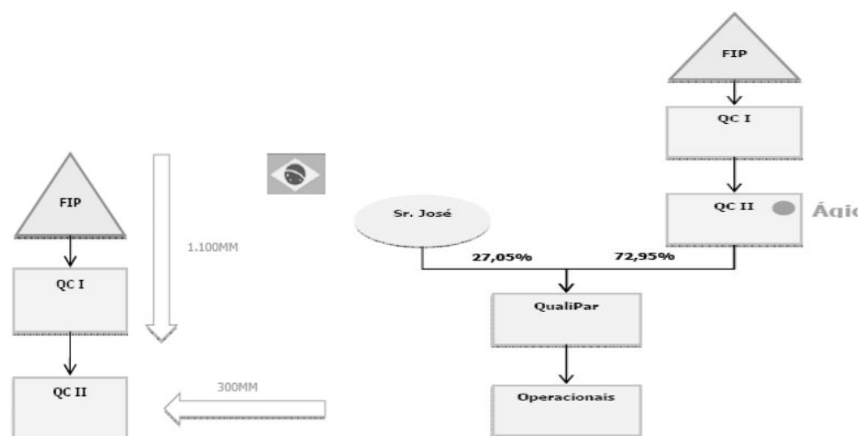 FIP
QC I
QC II
1.100MM
300MM
FIP
QC I
QC II
Ágio
Sr. José
27,05%
72,95%
QualiPar
Operacionais